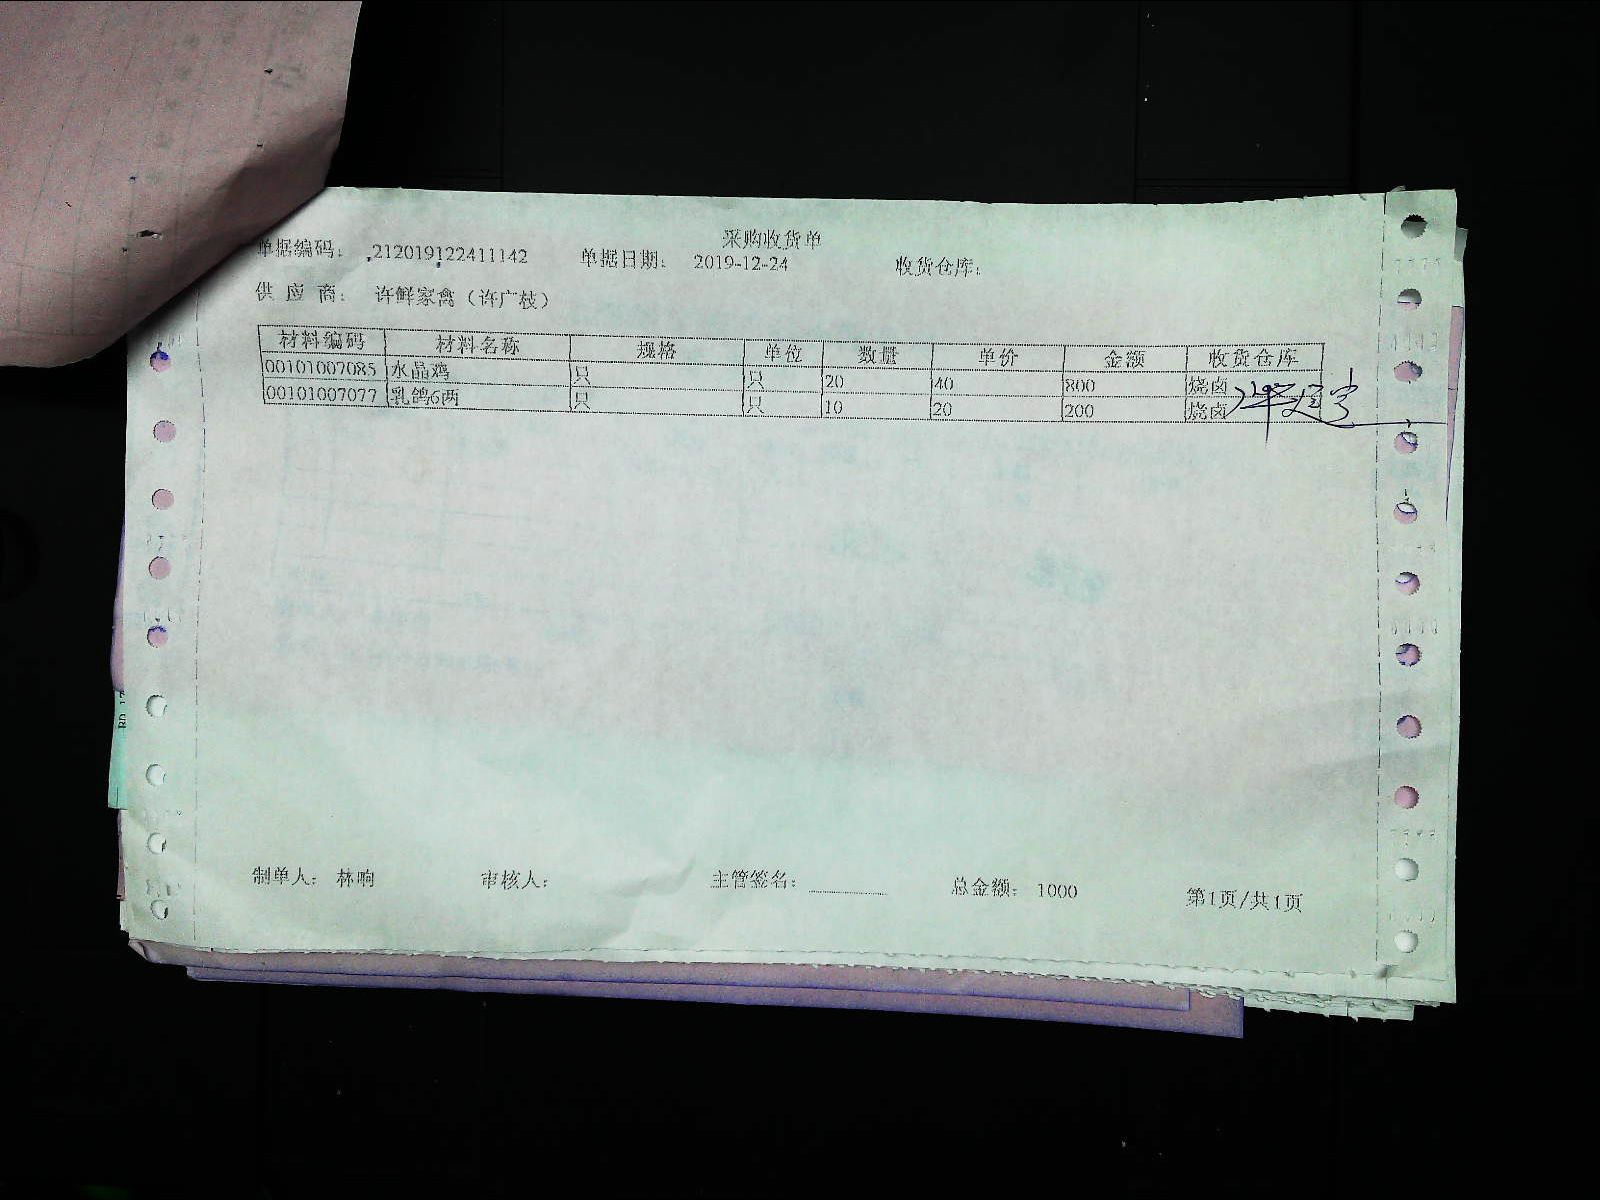 采购收货单
单据编码： 212019122411142 单据日期： 2019-12-24 收货仓库：
供 应 商： 许鲜家禽（许广枝）
材料编码 材料名称 规格 单位 数量 单价 金额 收货仓库
00101007085 水晶鸡 只 只 20 40 800 烧卤
00101007077 乳鸽6两 只 只 10 20 200 烧卤
制单人： 林响 审核人： 主管签名： 总金额： 1000 第1页/共1页